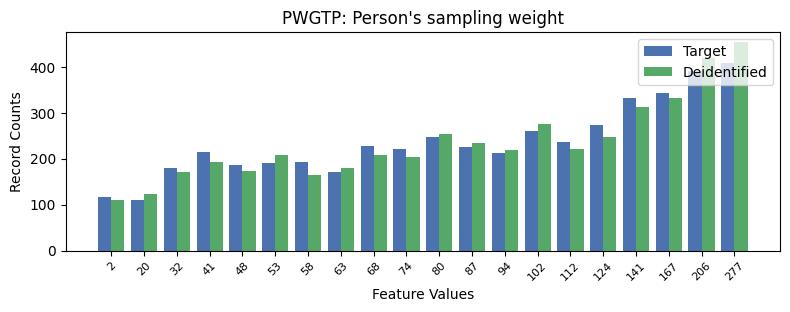 PWGTP: Person's sampling weight
Target
Deidentified
Record Counts
400
300
200
100
0
2 20 32 41 48 53 58 63 68 74 80 87 94 102 112 124 141 167 206 277
Feature Values